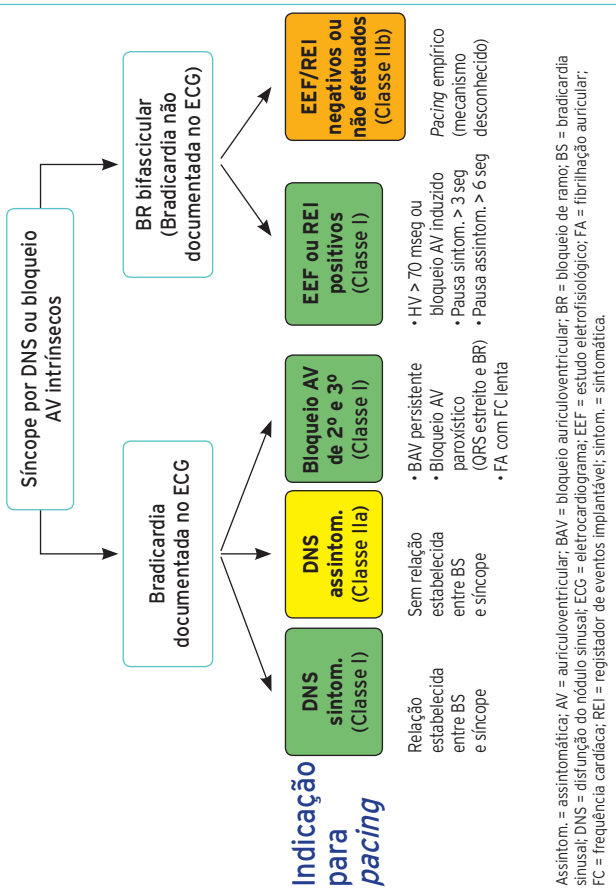 Síncope por DNS ou bloqueio
AV intrínsecos
Bradicardia
documentada no ECG
BR bifascicular
(Bradicardia não
documentada no ECG)
Indicação
para
pacing
DNS
sintom.
(Classe I)
Relação
estabelecida
entre BS
e síncope
DNS
assintom.
(Classe IIa)
Sem relação
estabelecida
entre BS
e síncope
Bloqueio AV
de 2º e 3º
(Classe I)
• BAV persistente
• Bloqueio AV
paroxístico
(QRS estreito e BR)
• FA com FC lenta
EEF ou REI
positivos
(Classe I)
• HV > 70 mseg ou
bloqueio AV induzido
• Pausa sintom. > 3 seg
• Pausa assintom. > 6 seg
EEF/REI
negativos ou
não efetuados
(Classe IIb)
Pacing empírico
(mecanismo
desconhecido)
Assintom. = assintomática; AV = auriculoventricular; BAV = bloqueio auriculoventricular; BR = bloqueio de ramo; BS = bradicardia
sinusal; DNS = disfunção do nódulo sinusal; ECG = eletrocardiograma; EEF = estudo eletrofisiológico; FA = fibrilhação auricular;
FC = frequência cardíaca; REI = registador de eventos implantável; sintom. = sintomática.